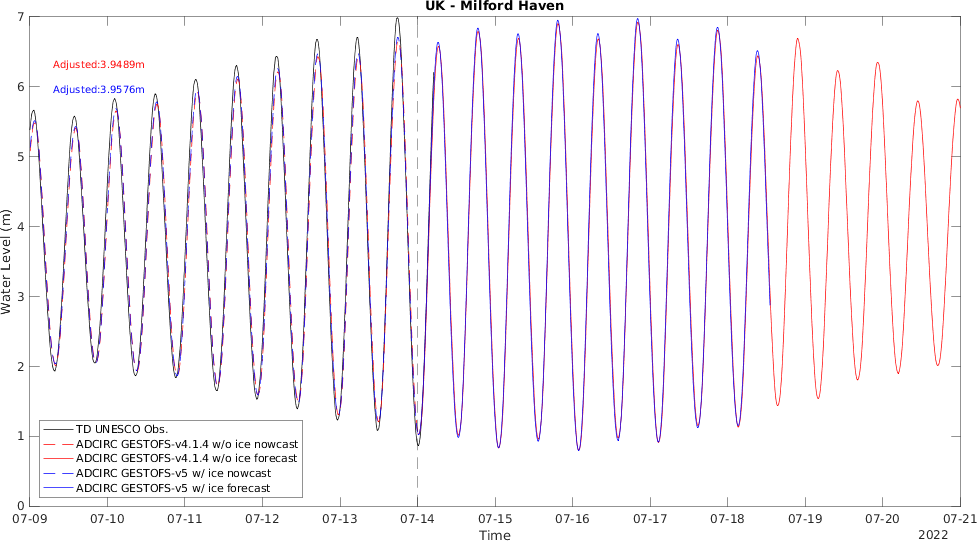 UK - Milford Haven
7
6
5
4
3
2
1
0
Water Level (m)
Adjusted:3.9489m
Adjusted:3.9576m
TD UNESCO Obs.
ADCIRC GESTOFS-v4.1.4 w/o ice nowcast
ADCIRC GESTOFS-v4.1.4 w/o ice forecast
ADCIRC GESTOFS-v5 w/ ice nowcast
ADCIRC GESTOFS-v5 w/ ice forecast
07-09 07-10 07-11 07-12 07-13 07-14 07-15 07-16 07-17 07-18 07-19 07-20 07-21
Time
2022